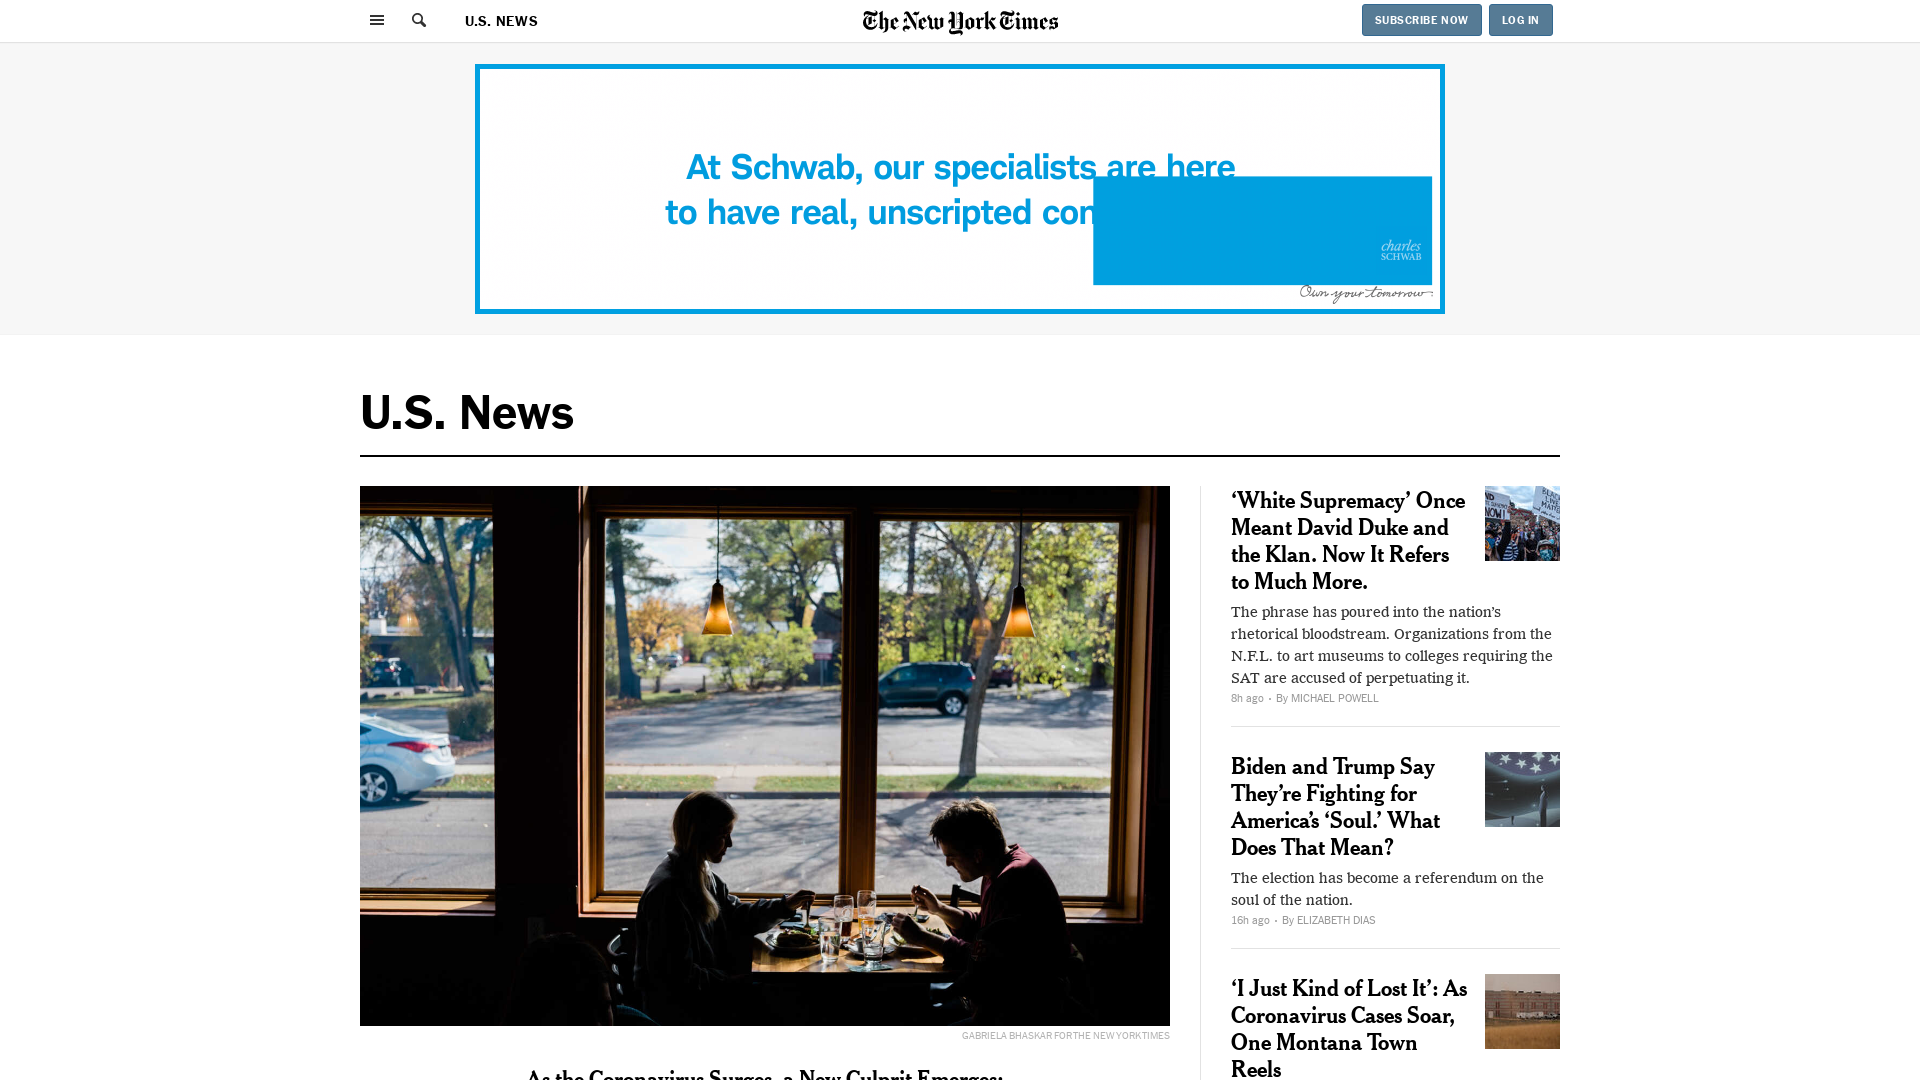 U.S. NEWS
The New York Times
SUBSCRIBE NOW
LOG IN
At Schwab, our specialists are here
to have real, unscripted
charles
SCHWAB
Own your tomorrow
U.S. News
GABRIELA BHASKAR FOR THE NEW YORK TIMES
As the Coronavirus Surges, a New Culprit Emerges:
‘White Supremacy’ Once
Meant David Duke and
the Klan. Now It Refers
to Much More.
The phrase has poured into the nation’s
rhetorical bloodstream. Organizations from the
N.F.L. to art museums to colleges requiring the
SAT are accused of perpetuating it.
8h ago · By MICHAEL POWELL
Biden and Trump Say
They’re Fighting for
America’s ‘Soul.’ What
Does That Mean?
The election has become a referendum on the
soul of the nation.
16h ago · By ELIZABETH DIAS
‘I Just Kind of Lost It’: As
Coronavirus Cases Soar,
One Montana Town
Reels